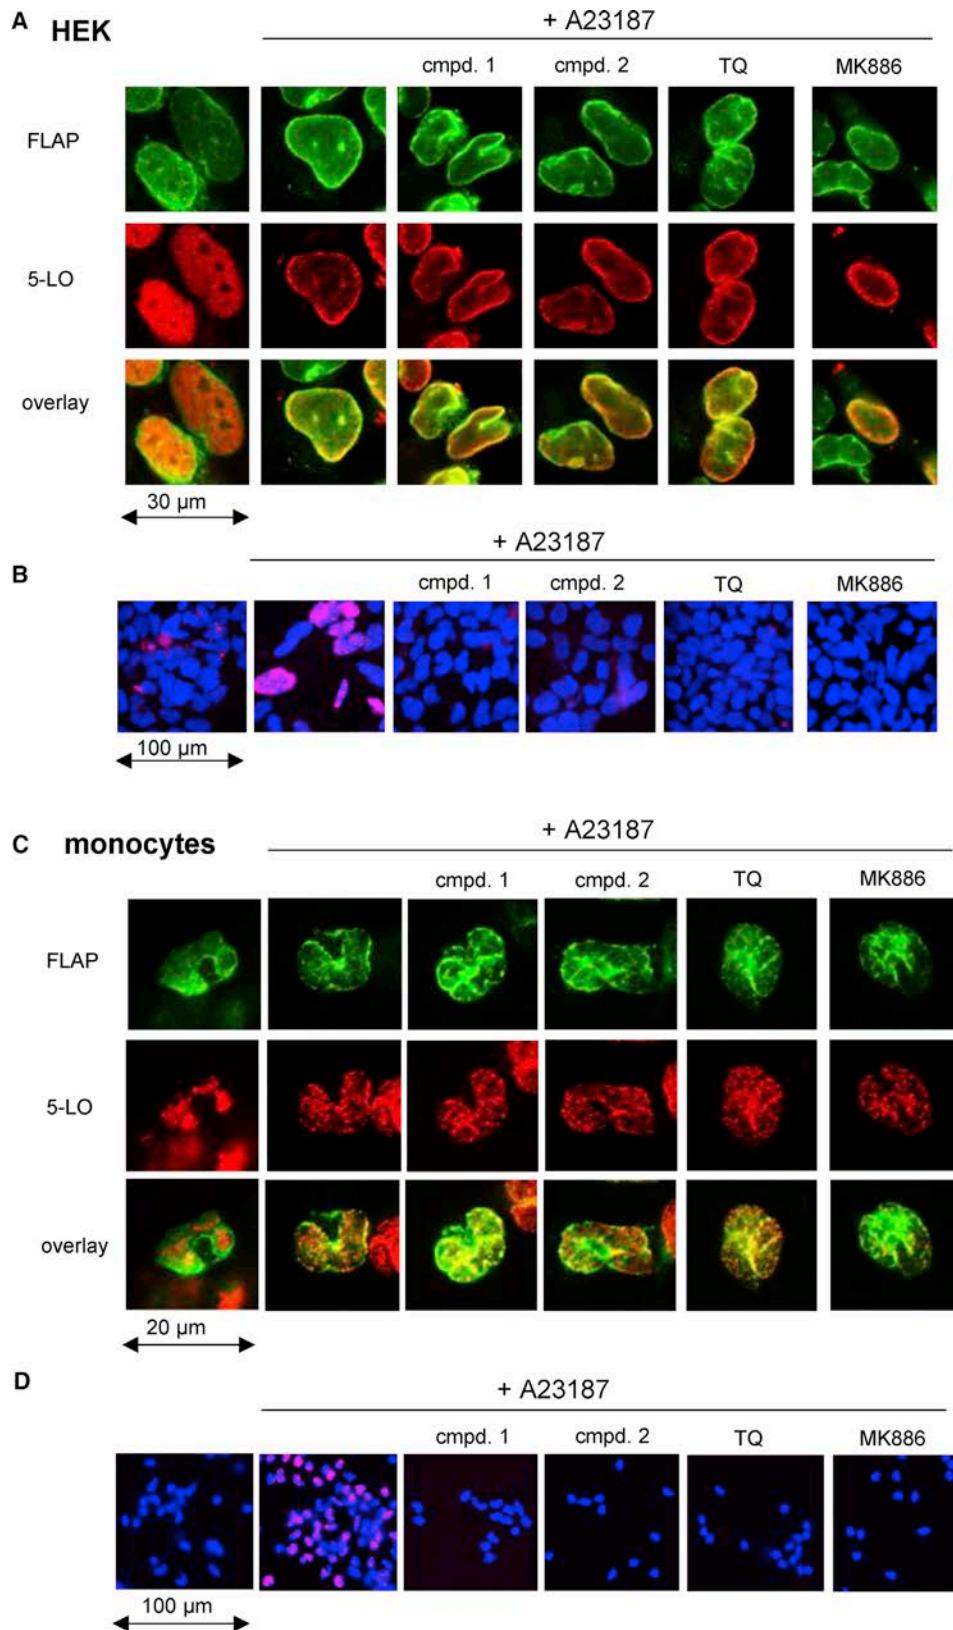 A HEK
+ A23187
cmpd. 1 cmpd. 2 TQ MK886
FLAP
5-LO
overlay
30 µm
+ A23187
B
cmpd. 1 cmpd. 2 TQ MK886
100 µm
+ A23187
C monocytes
cmpd. 1 cmpd. 2 TQ MK886
FLAP
5-LO
overlay
20 µm
D
+ A23187
cmpd. 1 cmpd. 2 TQ MK886
100 µm